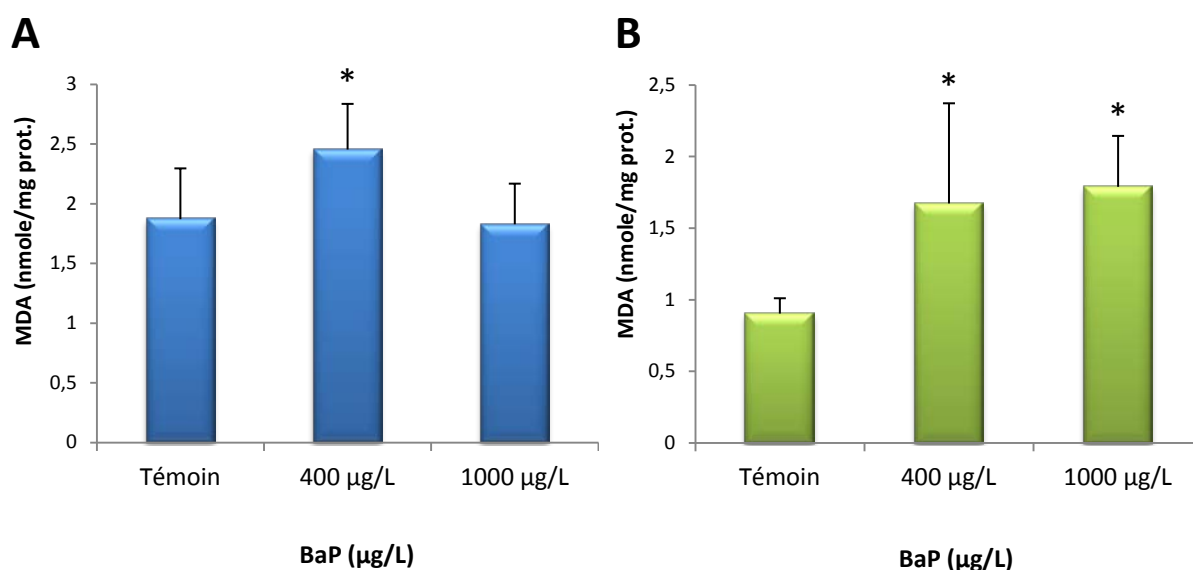 A
MDA (nmole/mg prot.)
3
2,5
2
1,5
1
0,5
0
*
Témoin
400 µg/L
1000 µg/L
BaP (µg/L)
B
MDA (nmole/mg prot.)
2,5
2
1,5
1
0,5
0
*
*
Témoin
400 µg/L
1000 µg/L
BaP (µg/L)